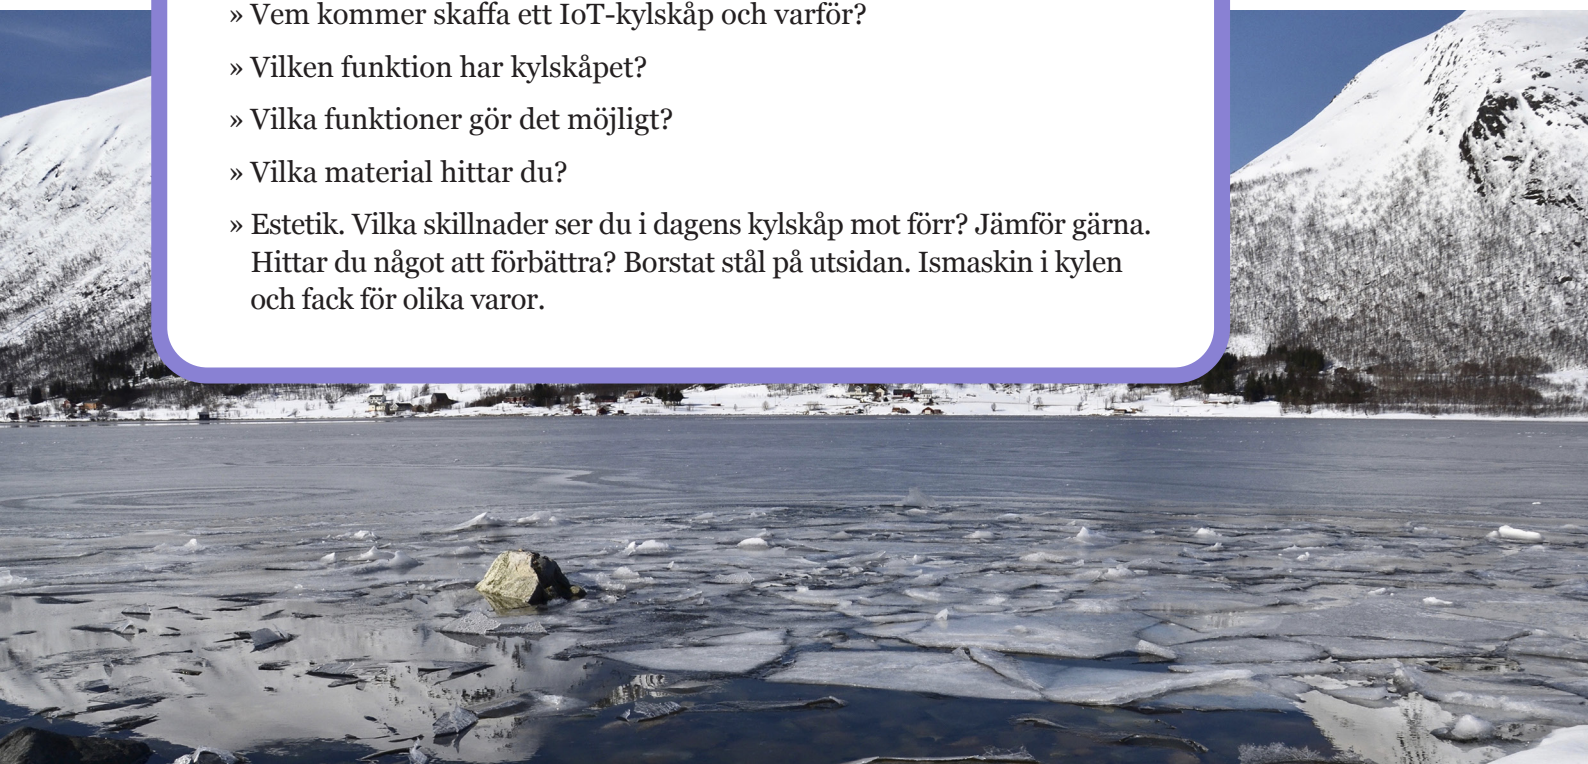 » Vem kommer skaffa ett IoT-kylskåp och varför?
» Vilken funktion har kylskåpet?
» Vilka funktioner gör det möjligt?
» Vilka material hittar du?
» Estetik. Vilka skillnader ser du i dagens kylskåp mot förr? Jämför gärna.
Hittar du något att förbättra? Borstat stål på utsidan. Ismaskin i kylen
och fack för olika varor.